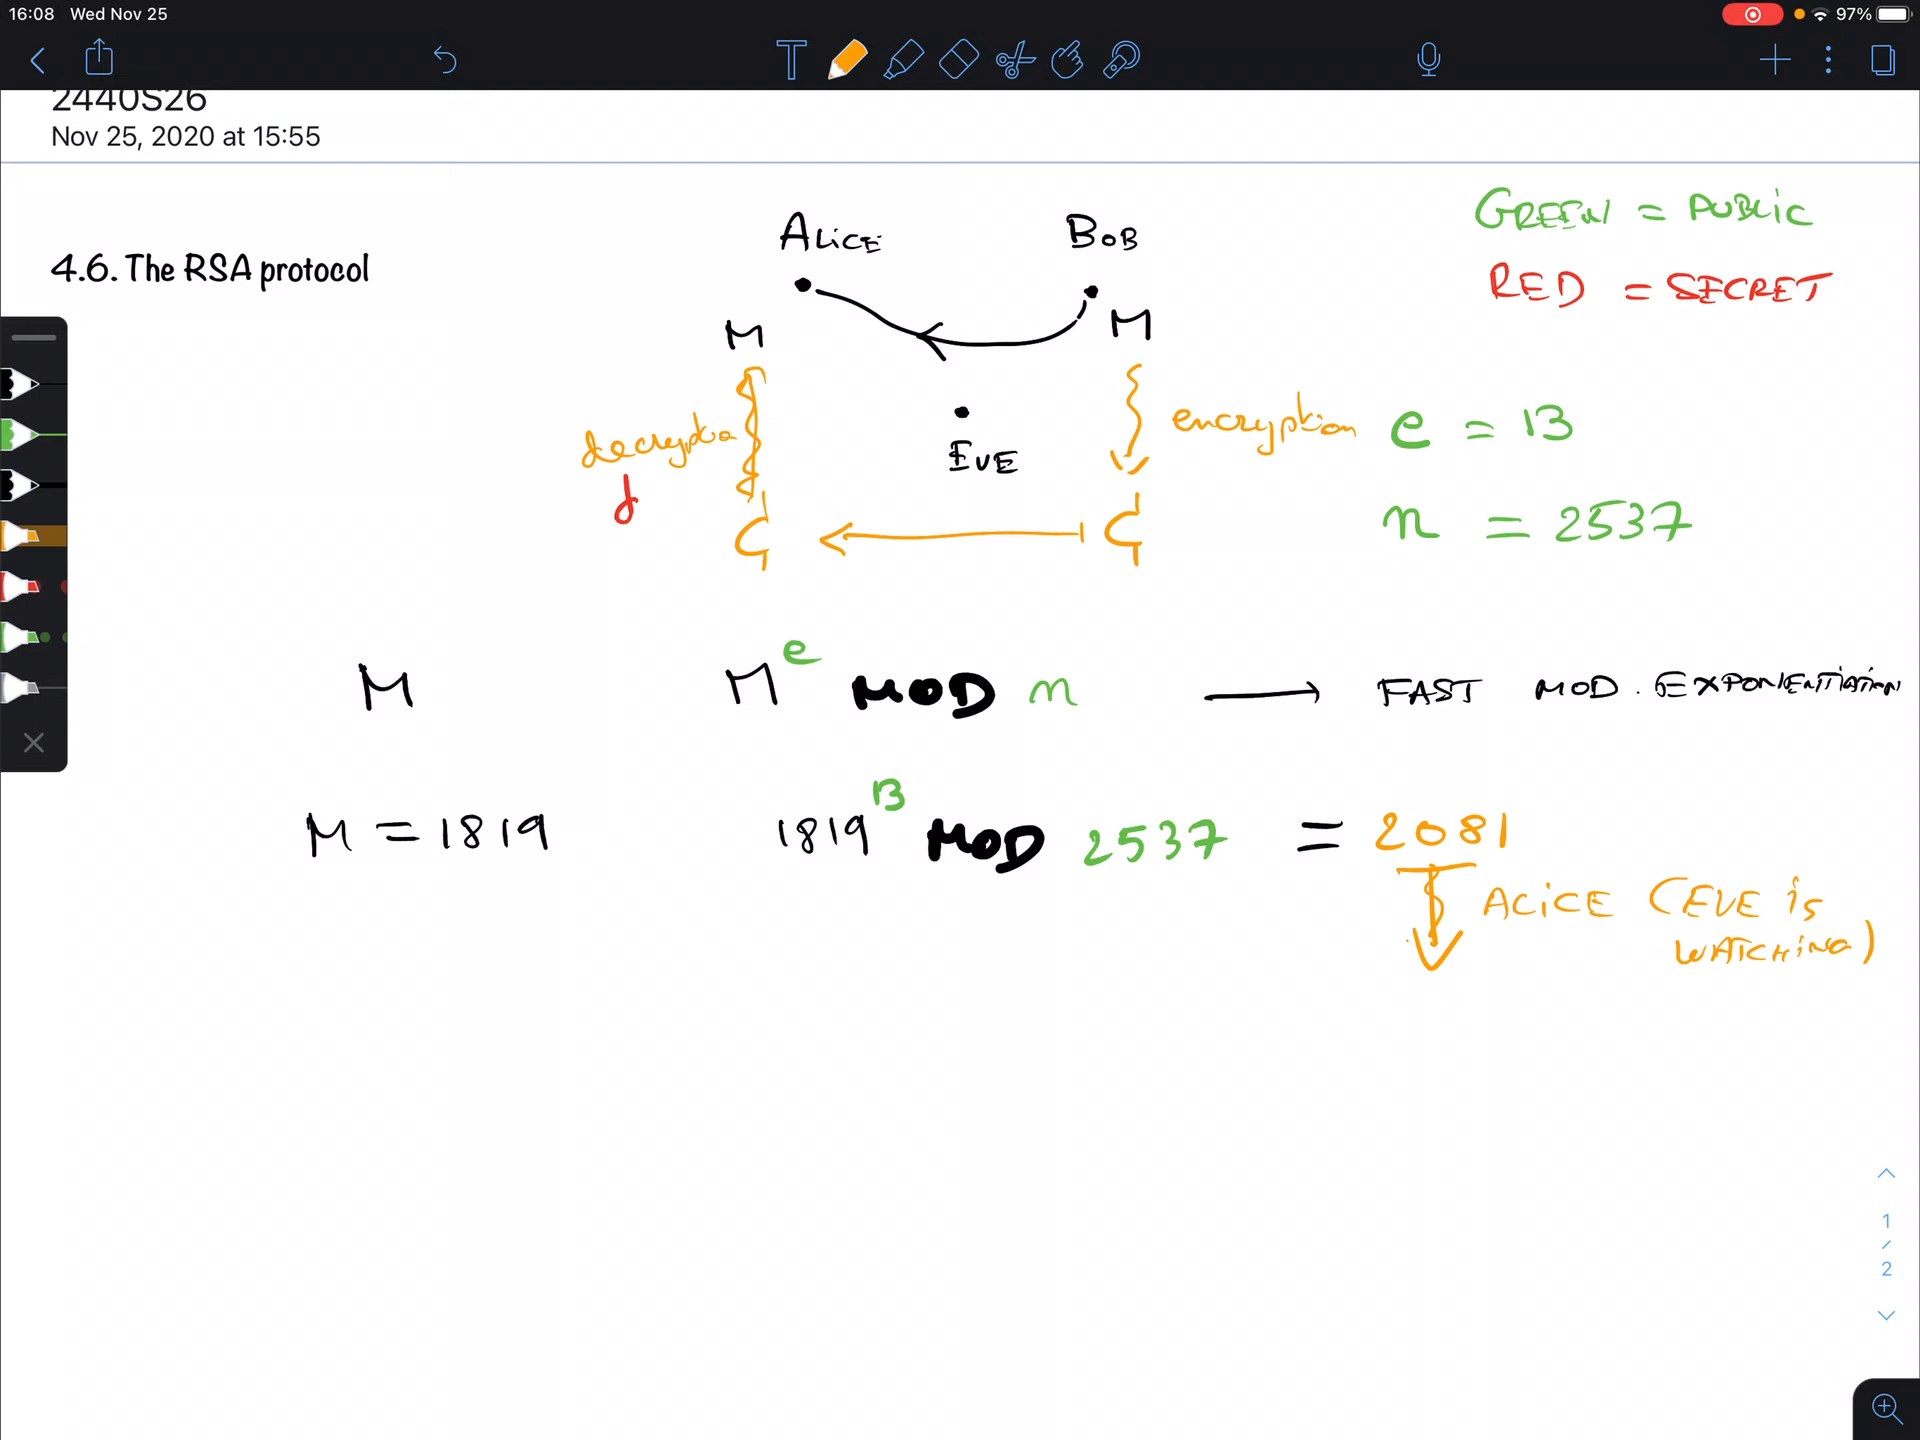 16:08 Wed Nov 25
97%
2440S26
Nov 25, 2020 at 15:55
4.6. The RSA protocol
ALICE
BOB
GREEN = PUBLIC
RED = SECRET
M
M
decryption
d
EVE
encryption
e = 13
n = 2537
C
C
M
M^e MOD n → FAST MOD. EXPONENTIATION
M = 1819
1819^13 MOD 2537 = 2081
ALICE (EVE is
WATCHING)
1
/
2